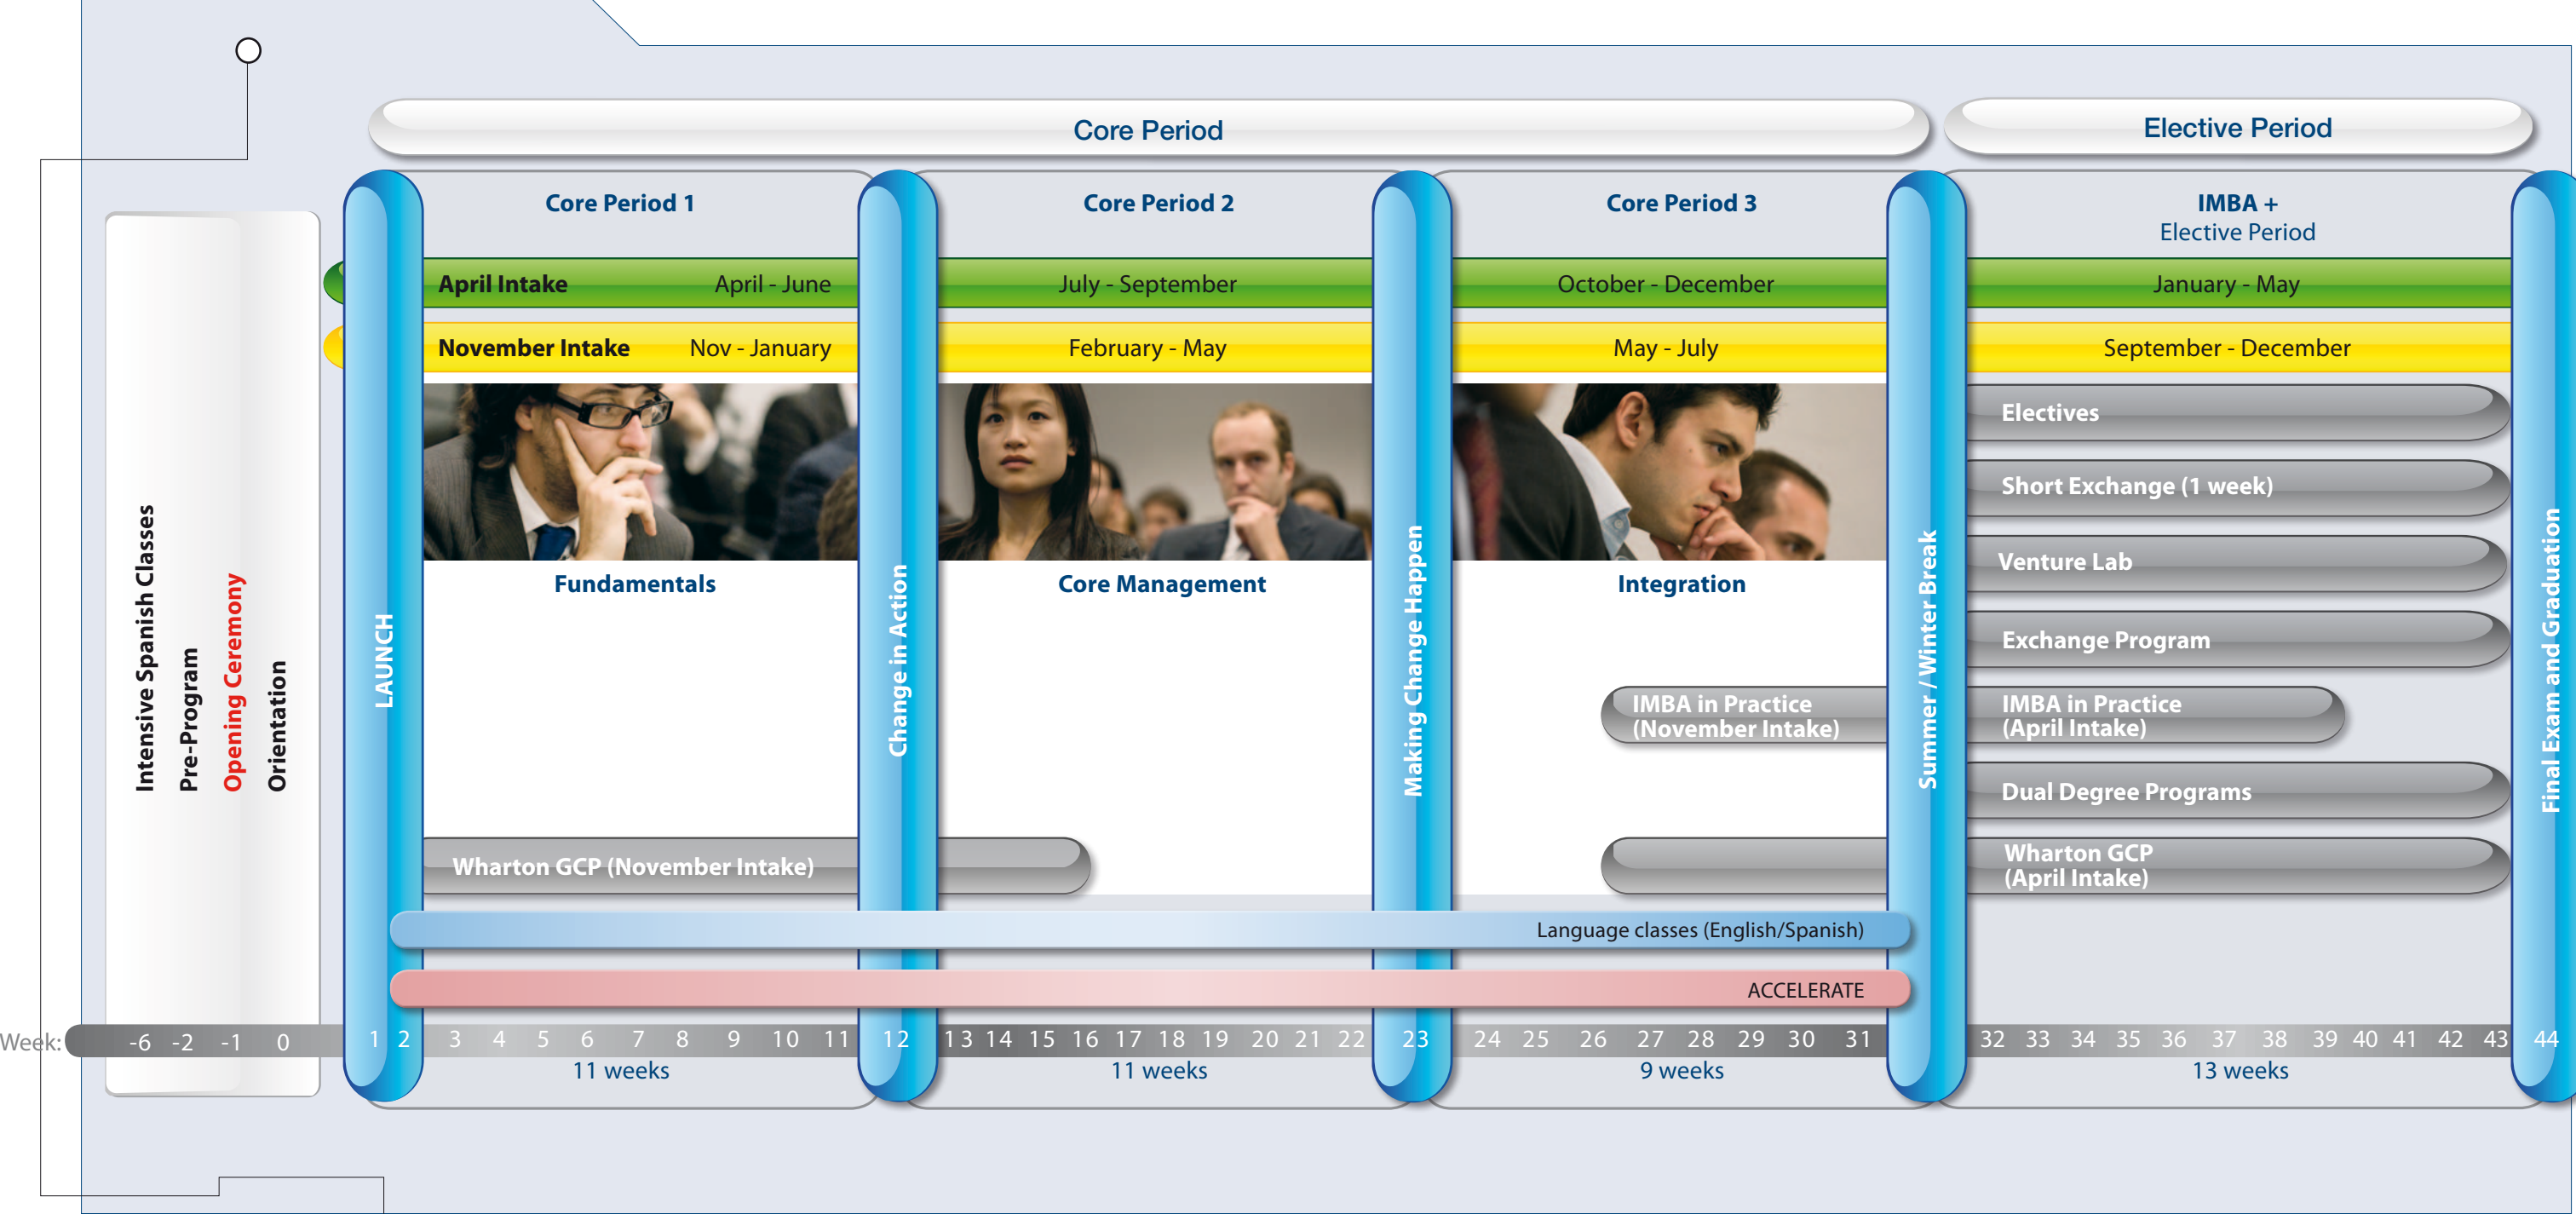 Core Period
Elective Period
Core Period 1
Core Period 2
Core Period 3
IMBA +
Elective Period
April Intake April - June
July - September
October - December
January - May
November Intake Nov - January
February - May
May - July
September - December
Intensive Spanish Classes
Pre-Program
Opening Ceremony
Orientation
LAUNCH
Fundamentals
Change in Action
Core Management
Making Change Happen
Integration
Summer / Winter Break
Electives
Short Exchange (1 week)
Venture Lab
Exchange Program
IMBA in Practice
(November Intake)
IMBA in Practice
(April Intake)
Dual Degree Programs
Wharton GCP (November Intake)
Wharton GCP
(April Intake)
Final Exam and Graduation
Language classes (English/Spanish)
ACCELERATE
Week: -6 -2 -1 0 1 2 3 4 5 6 7 8 9 10 11 12 13 14 15 16 17 18 19 20 21 22 23 24 25 26 27 28 29 30 31 32 33 34 35 36 37 38 39 40 41 42 43 44
11 weeks
11 weeks
9 weeks
13 weeks